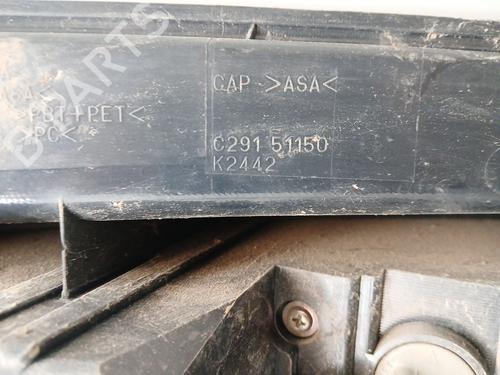 CAP >ASA<
PBT+PET<
>PC<
C291 51150
K2442